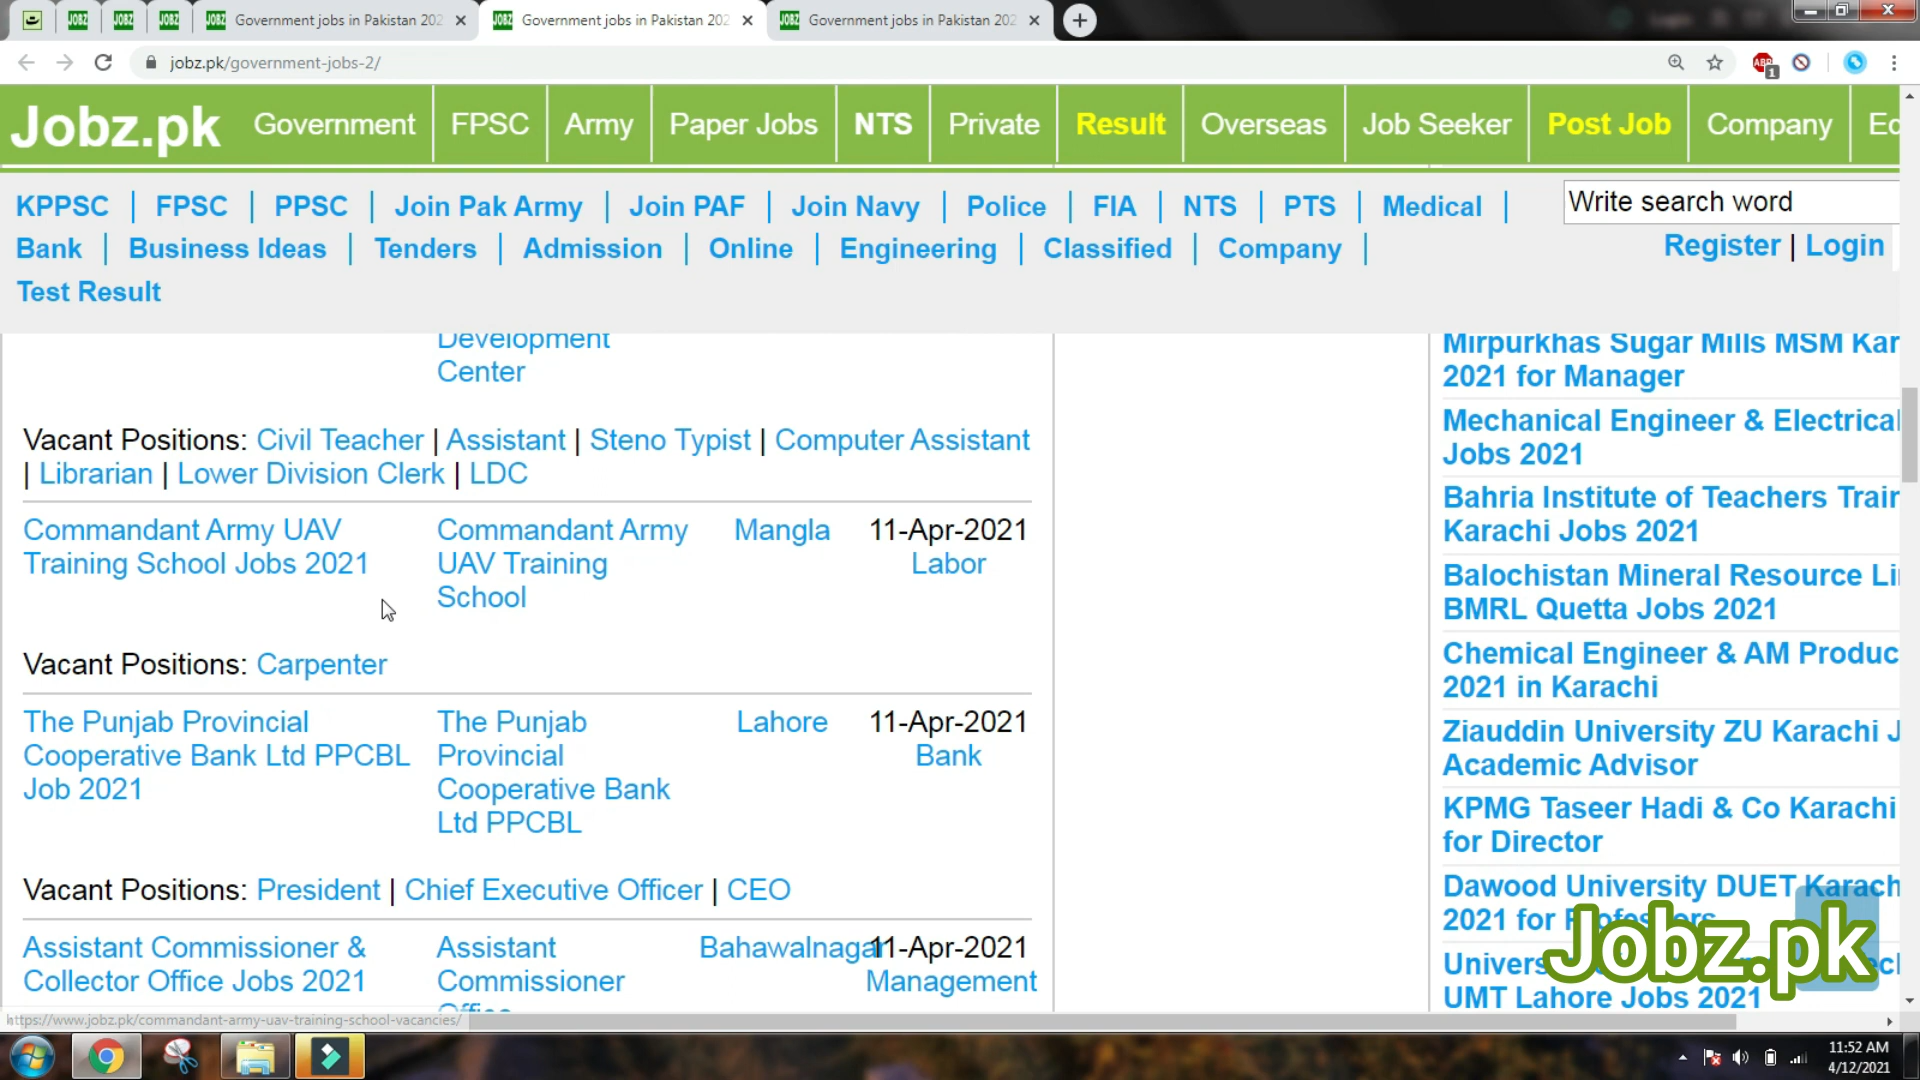 Government jobs in Pakistan 202
Government jobs in Pakistan 202
Government jobs in Pakistan 202
jobz.pk/government-jobs-2/
Jobz.pk Government FPSC Army Paper Jobs NTS Private Result Overseas Job Seeker Post Job Company Ec
KPPSC | FPSC | PPSC | Join Pak Army | Join PAF | Join Navy | Police | FIA | NTS | PTS | Medical |
Write search word
Bank | Business Ideas | Tenders | Admission | Online | Engineering | Classified | Company |
Register | Login
Test Result
Development
Center
Vacant Positions: Civil Teacher | Assistant | Steno Typist | Computer Assistant
| Librarian | Lower Division Clerk | LDC
Commandant Army UAV
Training School Jobs 2021
Commandant Army
UAV Training
School
Mangla
11-Apr-2021
Labor
Vacant Positions: Carpenter
The Punjab Provincial
Cooperative Bank Ltd PPCBL
Job 2021
The Punjab
Provincial
Cooperative Bank
Ltd PPCBL
Lahore
11-Apr-2021
Bank
Vacant Positions: President | Chief Executive Officer | CEO
Assistant Commissioner &
Collector Office Jobs 2021
Assistant
Commissioner
Office
Bahawalnagar
11-Apr-2021
Management
Mirpurkhas Sugar Mills MSM Kar
2021 for Manager
Mechanical Engineer & Electrical
Jobs 2021
Bahria Institute of Teachers Train
Karachi Jobs 2021
Balochistan Mineral Resource Li
BMRL Quetta Jobs 2021
Chemical Engineer & AM Produc
2021 in Karachi
Ziauddin University ZU Karachi J
Academic Advisor
KPMG Taseer Hadi & Co Karachi
for Director
Dawood University DUET Karach
2021 for Professors
Univers
UMT Lahore Jobs 2021
Jobz.pk
https://www.jobz.pk/commandant-army-uav-training-school-vacancies/
11:52 AM
4/12/2021